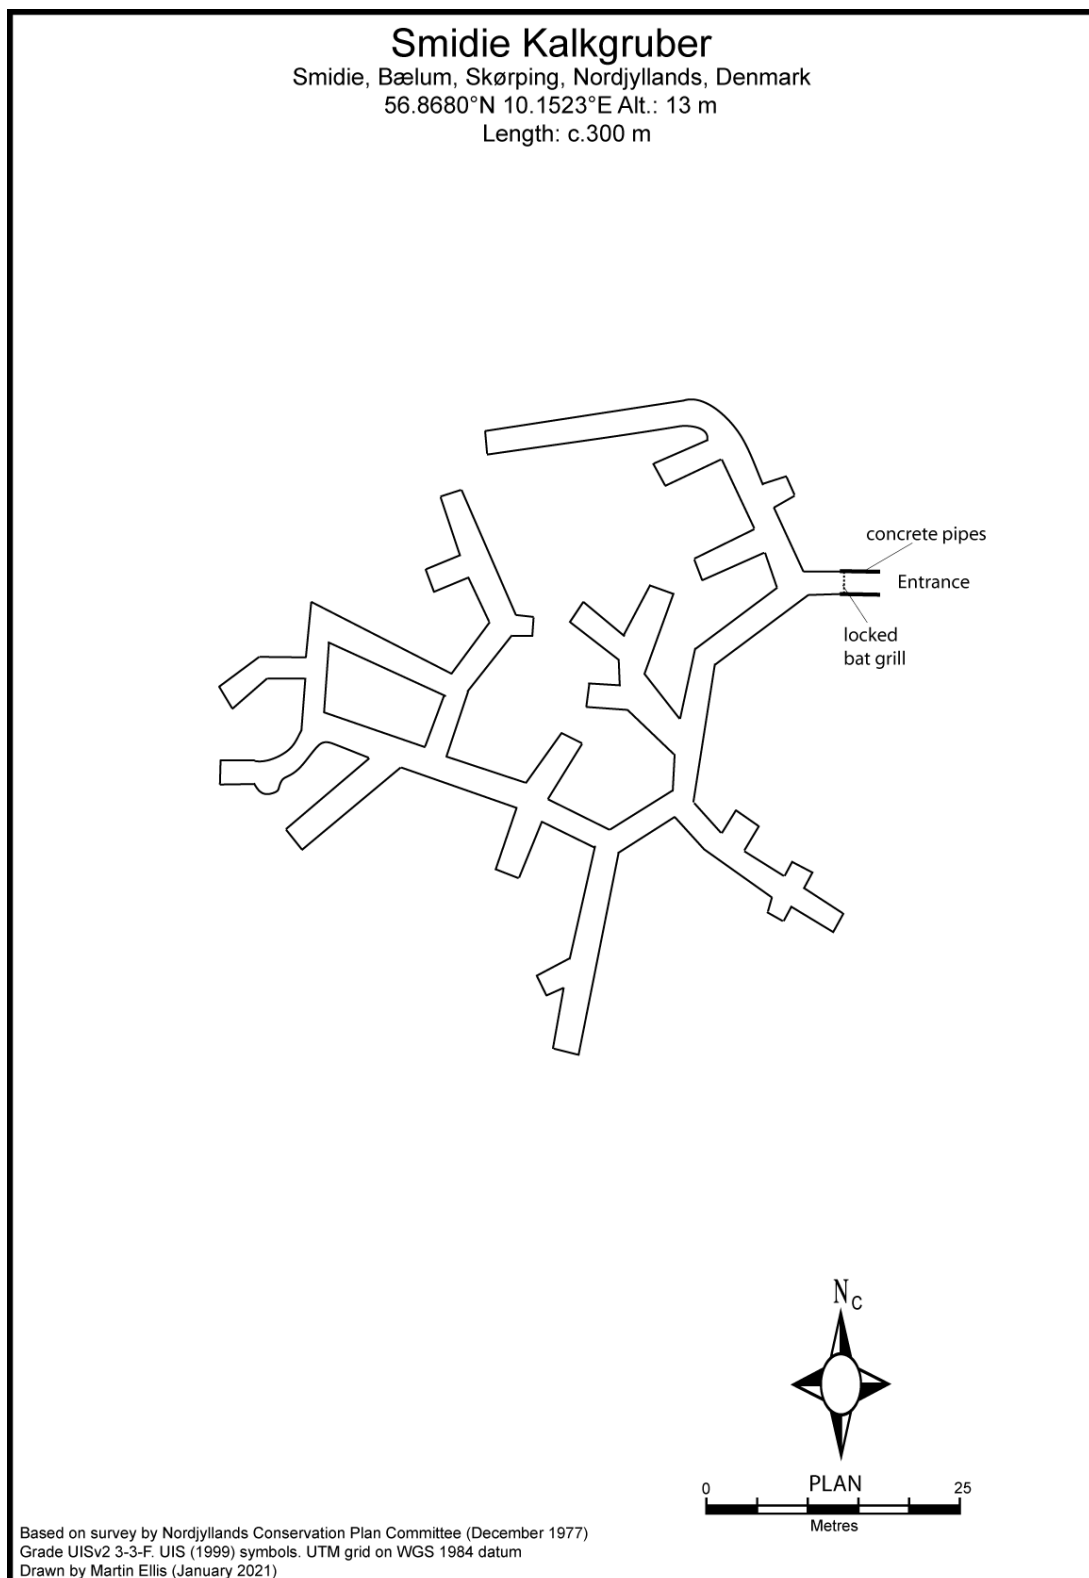 Smidie Kalkgruber
Smidie, Bælum, Skørping, Nordjyllands, Denmark
56.8680°N 10.1523°E Alt.: 13 m
Length: c.300 m
concrete pipes
Entrance
locked
bat grill
N C
PLAN
0 25
Metres
Based on survey by Nordjyllands Conservation Plan Committee (December 1977)
Grade UISv2 3-3-F. UIS (1999) symbols. UTM grid on WGS 1984 datum
Drawn by Martin Ellis (January 2021)